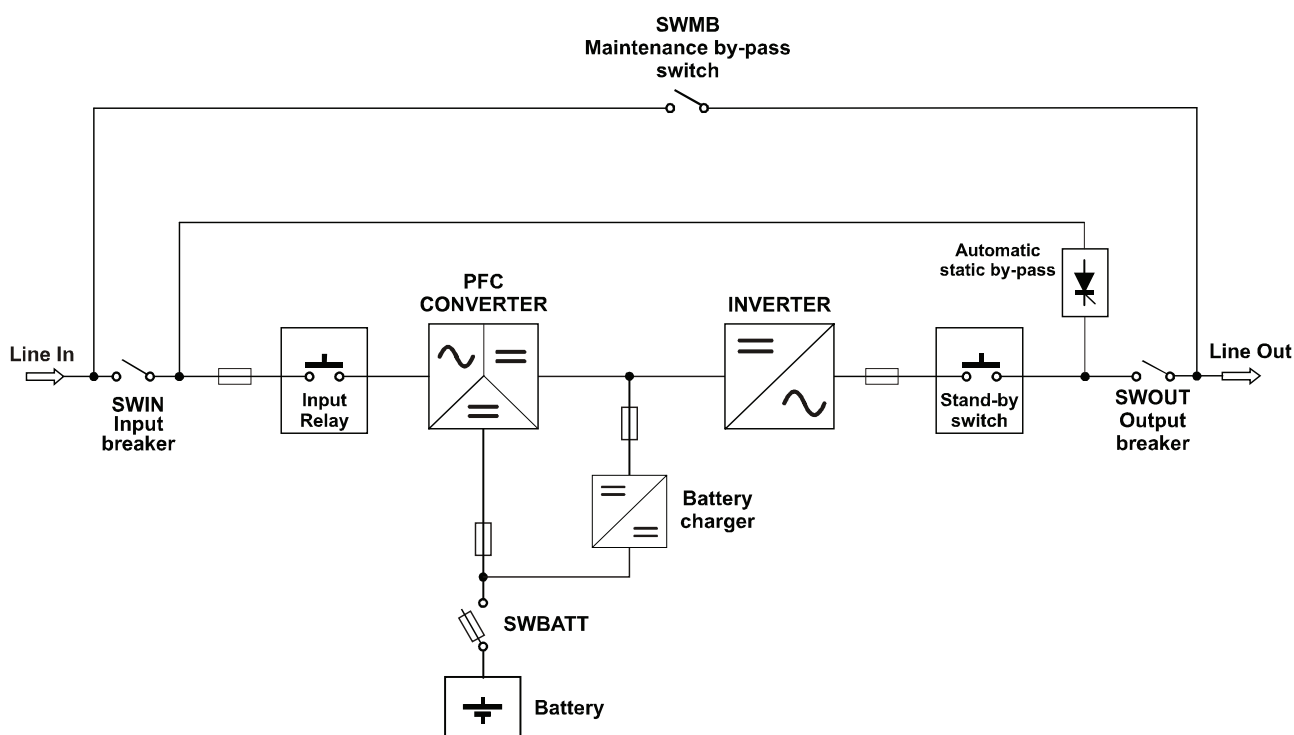 SWMB
Maintenance by-pass
switch
Automatic
static by-pass
PFC
CONVERTER
INVERTER
Line In
Line Out
SWIN
Input
breaker
Input
Relay
Stand-by
switch
SWOUT
Output
breaker
Battery
charger
SWBATT
Battery